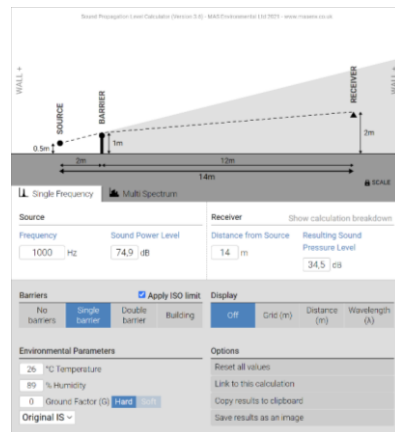 Sound Propagation Level Calculator (Version 3.5) - MAS Environmental Ltd 2023 - www.masenv.co.uk
WALL +
SOURCE
BARRIER
RECEIVER
WALL +
0.5m
1m
2m
2m
12m
14m
SCALE
Single Frequency
Multi Spectrum
Source
Receiver
Show calculation breakdown
Frequency
Sound Power Level
Distance from Source
Resulting Sound
Pressure Level
1000 Hz
74,9 dB
14 m
34,5 dB
Barriers
Apply ISO limit
Display
No barriers
Single barrier
Double barrier
Building
Off
Grid (m)
Distance (m)
Wavelength (λ)
Environmental Parameters
Options
26 °C Temperature
Reset all values
89 % Humidity
Link to this calculation
0 Ground Factor (G) Hard Soft
Copy results to clipboard
Original IS
Save results as an image